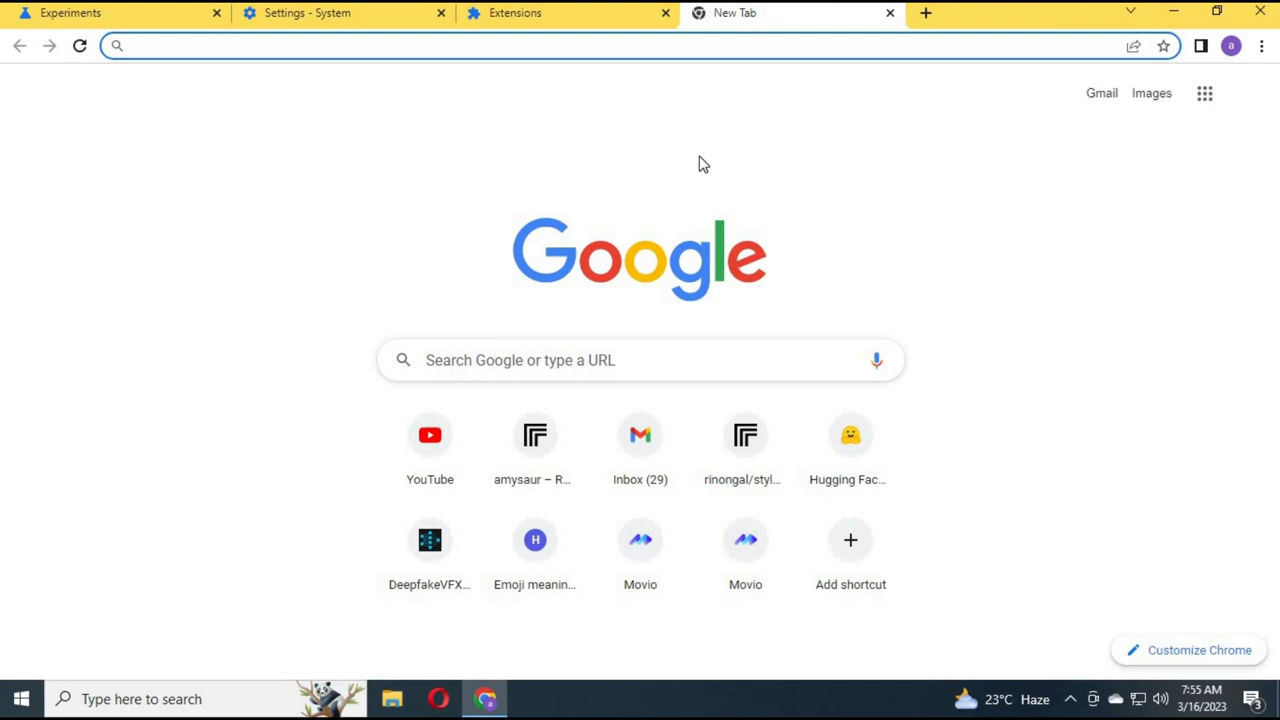 Experiments
Settings - System
Extensions
New Tab
a
Gmail
Images
Google
Search Google or type a URL
YouTube
amysaur – R...
Inbox (29)
rinongal/styl...
Hugging Fac...
H
DeepfakeVFX...
Emoji meanin...
Movio
Movio
Add shortcut
Customize Chrome
Type here to search
a
23°C Haze
7:55 AM
3/16/2023
3